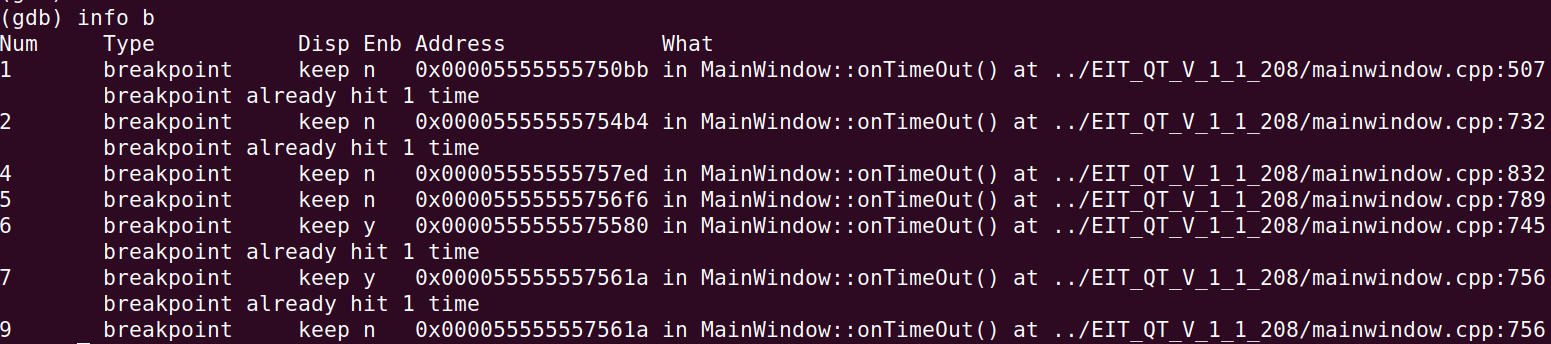 (gdb) info b
Num     Type           Disp Enb Address            What
1       breakpoint     keep n   0x00005555555750bb in MainWindow::onTimeOut() at ../EIT_QT_V_1_1_208/mainwindow.cpp:507
        breakpoint already hit 1 time
2       breakpoint     keep n   0x00005555555754b4 in MainWindow::onTimeOut() at ../EIT_QT_V_1_1_208/mainwindow.cpp:732
        breakpoint already hit 1 time
4       breakpoint     keep n   0x00005555555757ed in MainWindow::onTimeOut() at ../EIT_QT_V_1_1_208/mainwindow.cpp:832
5       breakpoint     keep n   0x00005555555756f6 in MainWindow::onTimeOut() at ../EIT_QT_V_1_1_208/mainwindow.cpp:789
6       breakpoint     keep y   0x0000555555575580 in MainWindow::onTimeOut() at ../EIT_QT_V_1_1_208/mainwindow.cpp:745
        breakpoint already hit 1 time
7       breakpoint     keep y   0x000055555557561a in MainWindow::onTimeOut() at ../EIT_QT_V_1_1_208/mainwindow.cpp:756
        breakpoint already hit 1 time
9       breakpoint     keep n   0x000055555557561a in MainWindow::onTimeOut() at ../EIT_QT_V_1_1_208/mainwindow.cpp:756